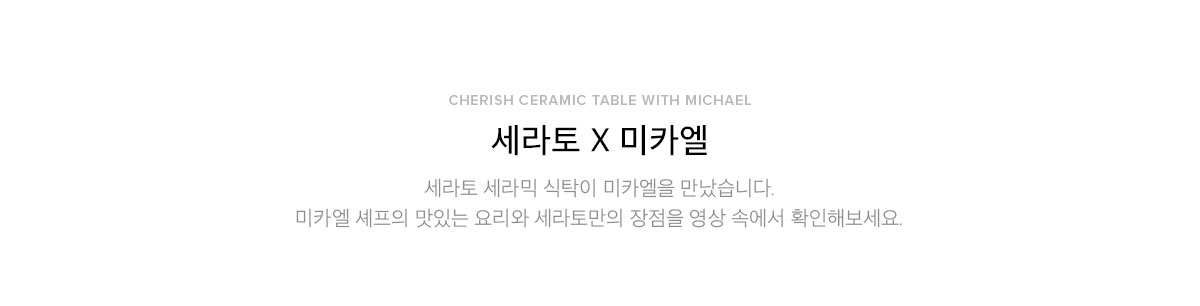 CHERISH CERAMIC TABLE WITH MICHAEL
세라토 X 미카엘
세라토 세라믹 식탁이 미카엘을 만났습니다.
미카엘 셰프의 맛있는 요리와 세라토만의 장점을 영상 속에서 확인해보세요.